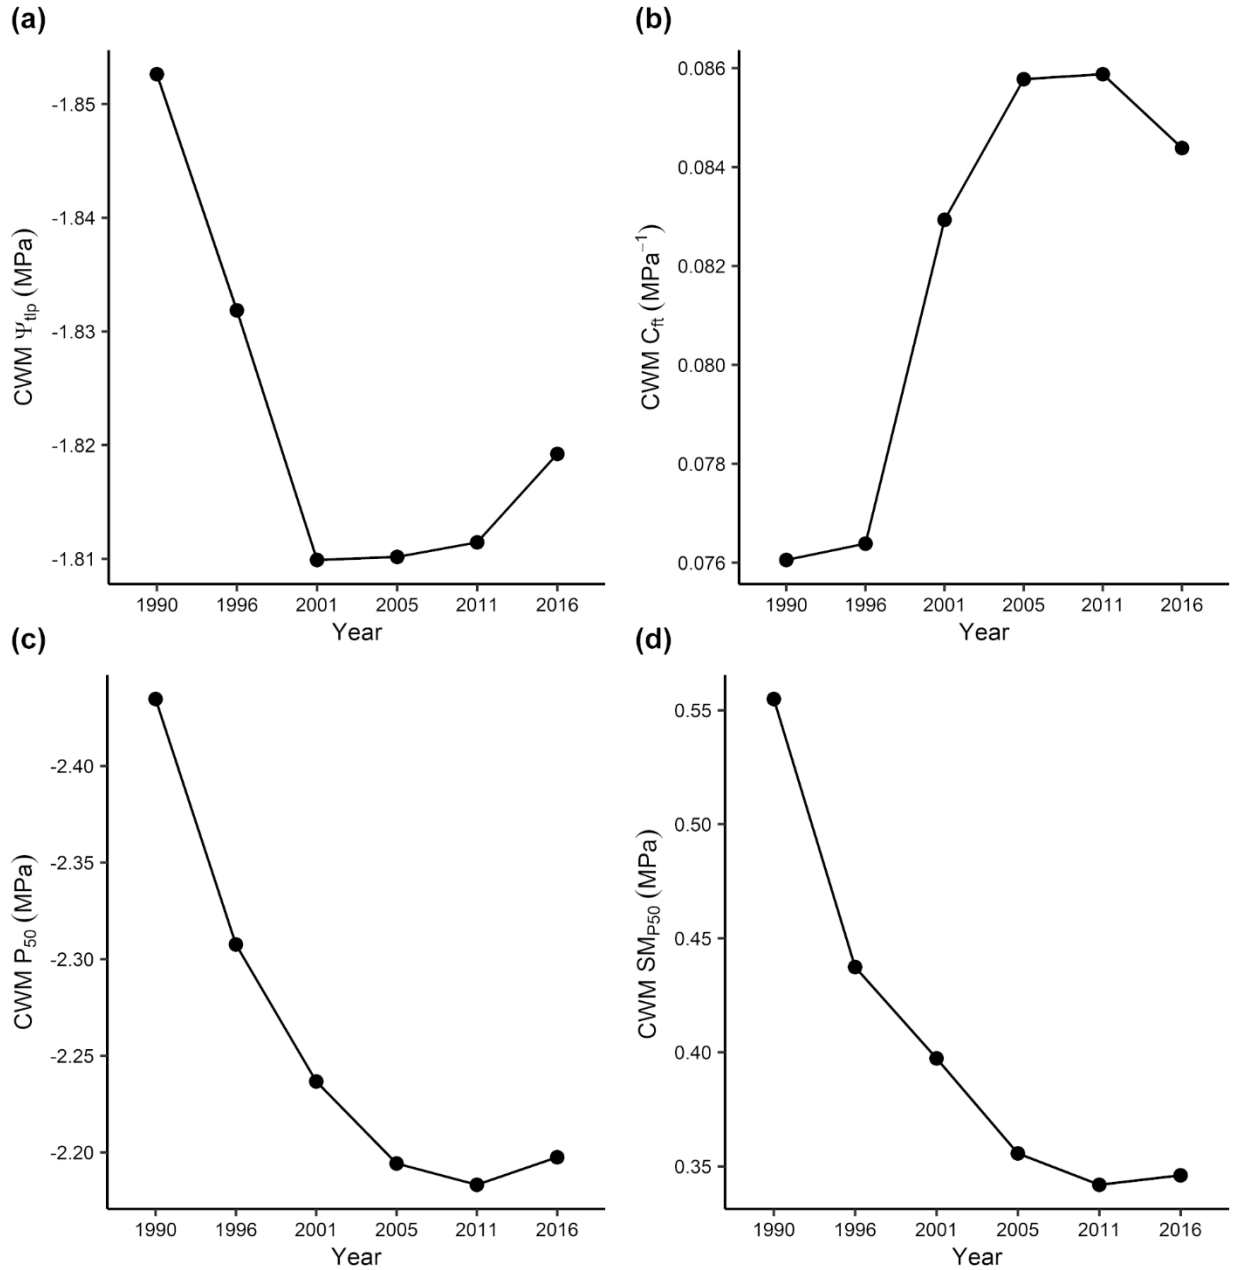 (a)
CWM Ψtlp (MPa)
-1.85
-1.84
-1.83
-1.82
-1.81
1990 1996 2001 2005 2011 2016
Year
(b)
CWM Cft (MPa⁻¹)
0.086
0.084
0.082
0.080
0.078
0.076
1990 1996 2001 2005 2011 2016
Year
(c)
CWM P50 (MPa)
-2.40
-2.35
-2.30
-2.25
-2.20
1990 1996 2001 2005 2011 2016
Year
(d)
CWM SMP50 (MPa)
0.55
0.50
0.45
0.40
0.35
1990 1996 2001 2005 2011 2016
Year